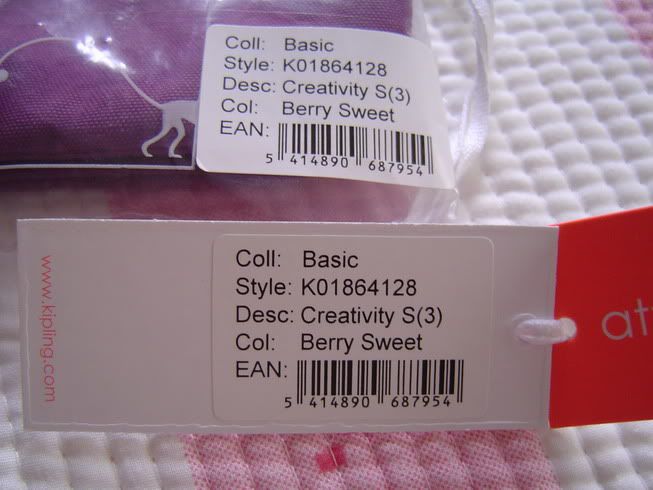 Coll: Basic
Style: K01864128
Desc: Creativity S(3)
Col: Berry Sweet
EAN:
5 414890 687954
www.kipling.com
Coll: Basic
Style: K01864128
Desc: Creativity S(3)
Col: Berry Sweet
EAN:
5 414890 687954